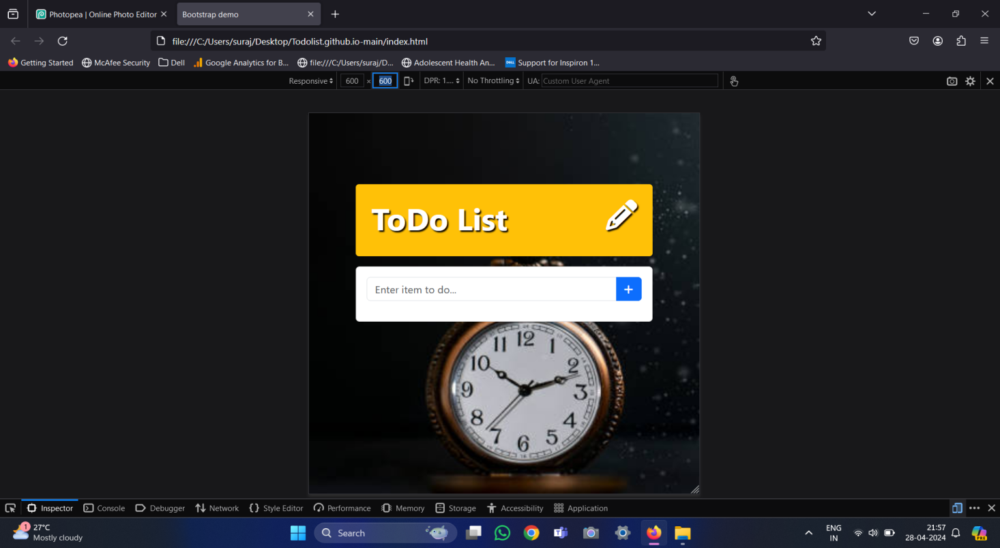 Photopea | Online Photo Editor
Bootstrap demo
file:///C:/Users/suraj/Desktop/Todolist.github.io-main/index.html
Getting Started McAfee Security Dell Google Analytics for B... file:///C:/Users/suraj/D... Adolescent Health An... DELL Support for Inspiron 1...
Responsive 600 × 600 DPR: 1.... No Throttling UA: Custom User Agent
ToDo List
Enter item to do...
+
12
11 1
10 2
9 3
8 4
7 5
6
Inspector Console Debugger Network Style Editor Performance Memory Storage Accessibility Application
1 27°C
Mostly cloudy
Search
ENG
IN
21:57
28-04-2024
PRE